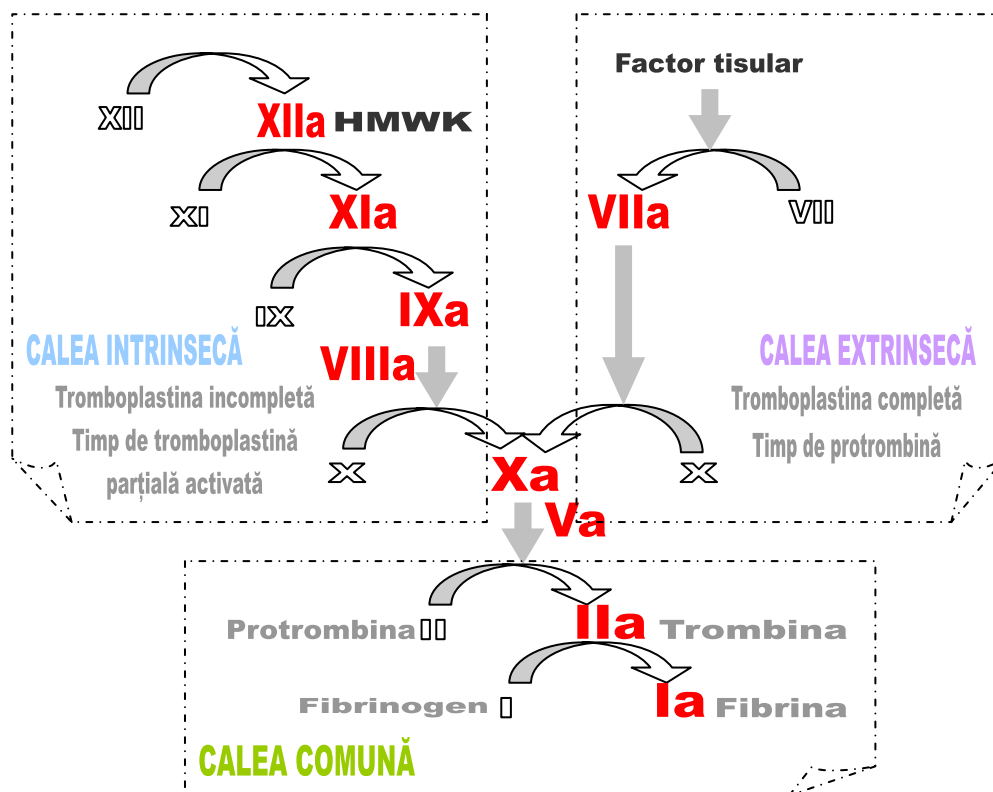 XII
XIIa HMWK
XI
XIa
IX
IXa
VIIIa
CALEA INTRINSECĂ
Tromboplastina incompletă
Timp de tromboplastină
parțială activată
X
Factor tisular
VIIa
VII
CALEA EXTRINSECĂ
Tromboplastina completă
Timp de protrombină
X
Xa
Va
Protrombina II
IIa Trombina
Fibrinogen I
Ia Fibrina
CALEA COMUNĂ